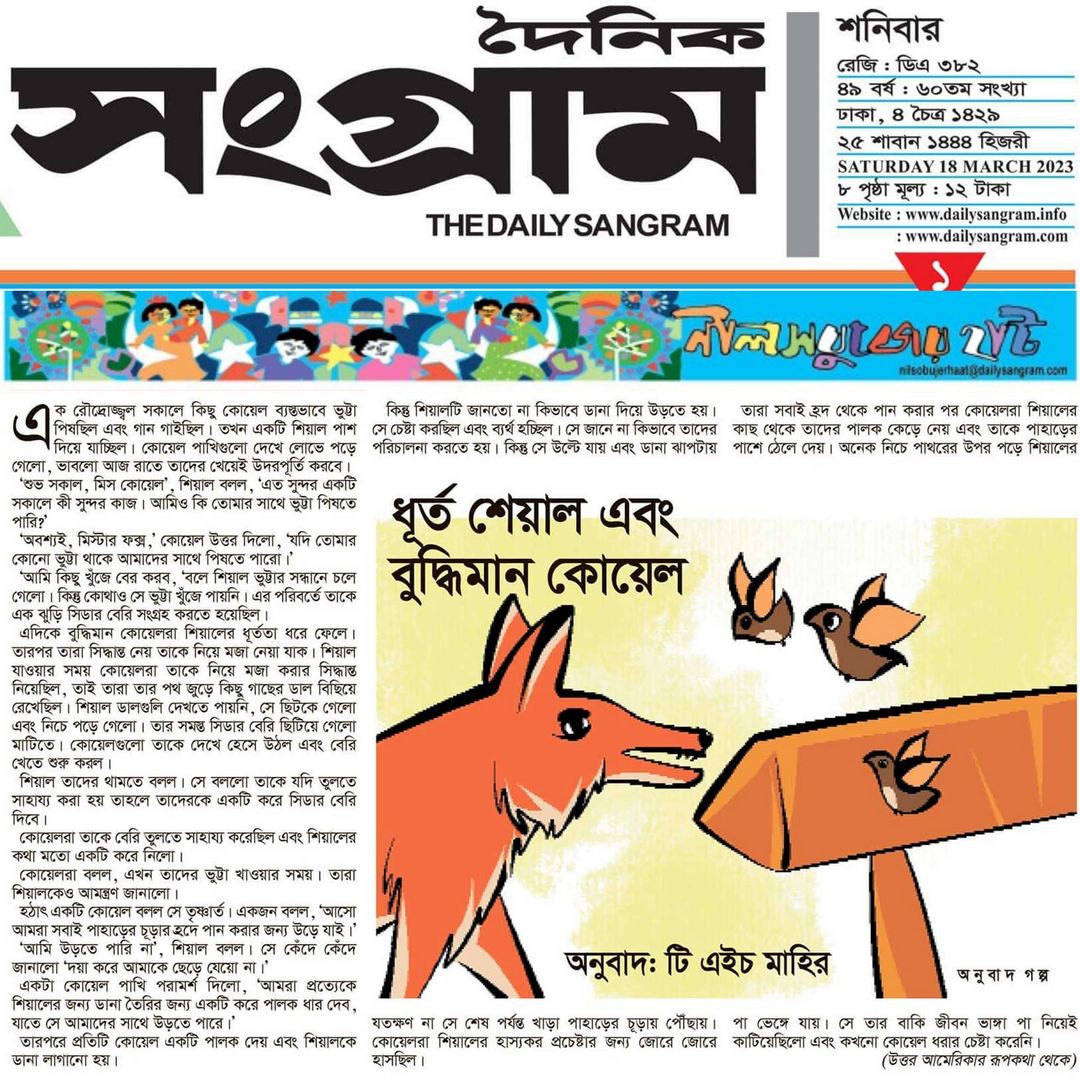 দৈনিক
সংগ্রাম
THE DAILY SANGRAM
শনিবার
রেজি : ডিএ ৩৮২
৪৯ বর্ষ : ৬০তম সংখ্যা
ঢাকা, ৪ চৈত্র ১৪২৯
২৫ শাবান ১৪৪৪ হিজরী
SATURDAY 18 MARCH 2023
৮ পৃষ্ঠা মূল্য : ১২ টাকা
Website : www.dailysangram.info
: www.dailysangram.com
১
নীলসবুজের হাট
nilsobujerhaat@dailysangram.com
ধূর্ত শেয়াল এবং
বুদ্ধিমান কোয়েল
এক রৌদ্রোজ্জ্বল সকালে কিছু কোয়েল ব্যস্তভাবে ভুট্টা
পিষছিল এবং গান গাইছিল। তখন একটি শিয়াল পাশ
দিয়ে যাচ্ছিল। কোয়েল পাখিগুলো দেখে লোভে পড়ে
গেলো, ভাবলো আজ রাতে তাদের খেয়েই উদরপূর্তি করবে।
‘শুভ সকাল, মিস কোয়েল’, শিয়াল বলল, ‘এত সুন্দর একটি
সকালে কী সুন্দর কাজ। আমিও কি তোমার সাথে ভুট্টা পিষতে
পারি?’
‘অবশ্যই, মিস্টার ফক্স,’ কোয়েল উত্তর দিলো, ‘যদি তোমার
কোনো ভুট্টা থাকে আমাদের সাথে পিষতে পারো।’
‘আমি কিছু খুঁজে বের করব, ‘বলে শিয়াল ভুট্টার সন্ধানে চলে
গেলো। কিন্তু কোথাও সে ভুট্টা খুঁজে পায়নি। এর পরিবর্তে তাকে
এক ঝুড়ি সিডার বেরি সংগ্রহ করতে হয়েছিল।
এদিকে বুদ্ধিমান কোয়েলরা শিয়ালের ধূর্ততা ধরে ফেলে।
তারপর তারা সিদ্ধান্ত নেয় তাকে নিয়ে মজা নেয়া যাক। শিয়াল
যাওয়ার সময় কোয়েলরা তাকে নিয়ে মজা করার সিদ্ধান্ত
নিয়েছিল, তাই তারা তার পথ জুড়ে কিছু গাছের ডাল বিছিয়ে
রেখেছিল। শিয়াল ডালগুলি দেখতে পায়নি, সে ছিটকে গেলো
এবং নিচে পড়ে গেলো। তার সমস্ত সিডার বেরি ছিটিয়ে গেলো
মাটিতে। কোয়েলগুলো তাকে দেখে হেসে উঠল এবং বেরি
খেতে শুরু করল।
শিয়াল তাদের থামতে বলল। সে বললো তাকে যদি তুলতে
সাহায্য করা হয় তাহলে তাদেরকে একটি করে সিডার বেরি
দিবে।
কোয়েলরা তাকে বেরি তুলতে সাহায্য করেছিল এবং শিয়ালের
কথা মতো একটি করে নিলো।
কোয়েলরা বলল, এখন তাদের ভুট্টা খাওয়ার সময়। তারা
শিয়ালকেও আমন্ত্রণ জানালো।
হঠাৎ একটি কোয়েল বলল সে তৃষ্ণার্ত। একজন বলল, ‘আসো
আমরা সবাই পাহাড়ের চূড়ার হ্রদে পান করার জন্য উড়ে যাই।’
‘আমি উড়তে পারি না’, শিয়াল বলল। সে কেঁদে কেঁদে
জানালো ‘দয়া করে আমাকে ছেড়ে যেয়ো না।’
একটা কোয়েল পাখি পরামর্শ দিলো, ‘আমরা প্রত্যেকে
শিয়ালের জন্য ডানা তৈরির জন্য একটি করে পালক ধার দেব,
যাতে সে আমাদের সাথে উড়তে পারে।’
তারপরে প্রতিটি কোয়েল একটি পালক দেয় এবং শিয়ালকে
ডানা লাগানো হয়।
কিন্তু শিয়ালটি জানতো না কিভাবে ডানা দিয়ে উড়তে হয়।
সে চেষ্টা করছিল এবং ব্যর্থ হচ্ছিল। সে জানে না কিভাবে তাদের
পরিচালনা করতে হয়। কিন্তু সে উল্টে যায় এবং ডানা ঝাপটায়
যতক্ষণ না সে শেষ পর্যন্ত খাড়া পাহাড়ের চূড়ায় পৌঁছায়।
কোয়েলরা শিয়ালের হাস্যকর প্রচেষ্টার জন্য জোরে জোরে
হাসছিল।
তারা সবাই হ্রদ থেকে পান করার পর কোয়েলরা শিয়ালের
কাছ থেকে তাদের পালক কেড়ে নেয় এবং তাকে পাহাড়ের
পাশে ঠেলে দেয়। অনেক নিচে পাথরের উপর পড়ে শিয়ালের
পা ভেঙ্গে যায়। সে তার বাকি জীবন ভাঙ্গা পা নিয়েই
কাটিয়েছিলো এবং কখনো কোয়েল ধরার চেষ্টা করেনি।
(উত্তর আমেরিকার রূপকথা থেকে)
অনুবাদ: টি এইচ মাহির
অনুবাদ গল্প